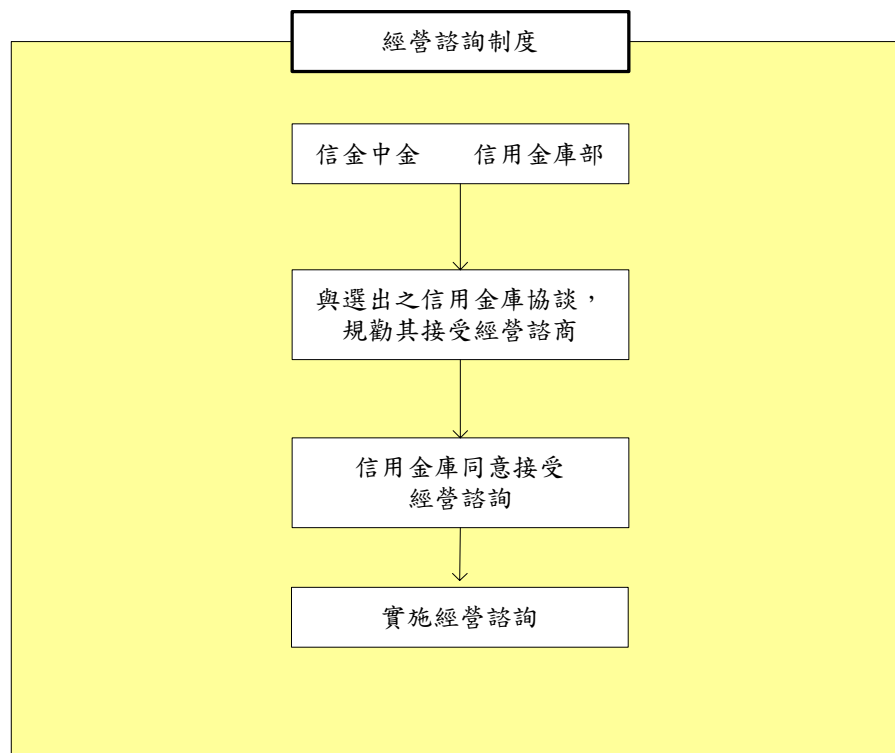 經營諮詢制度
信金中金　　信用金庫部
與選出之信用金庫協談，
規勸其接受經營諮商
信用金庫同意接受
經營諮詢
實施經營諮詢